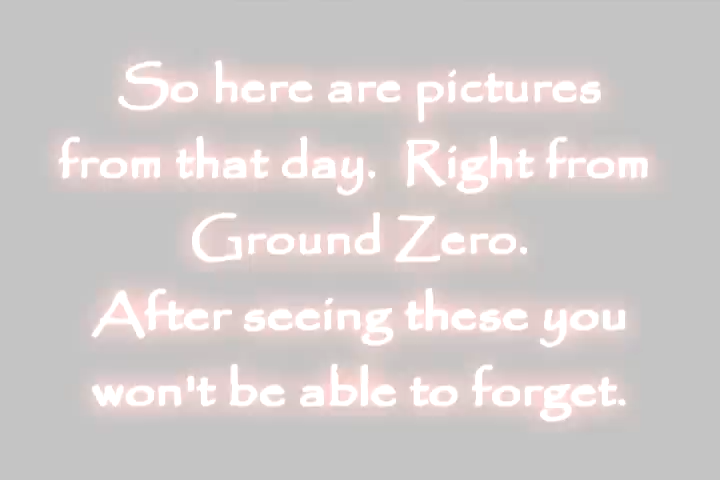 So here are pictures
from that day. Right from
Ground Zero.
After seeing these you
won't be able to forget.